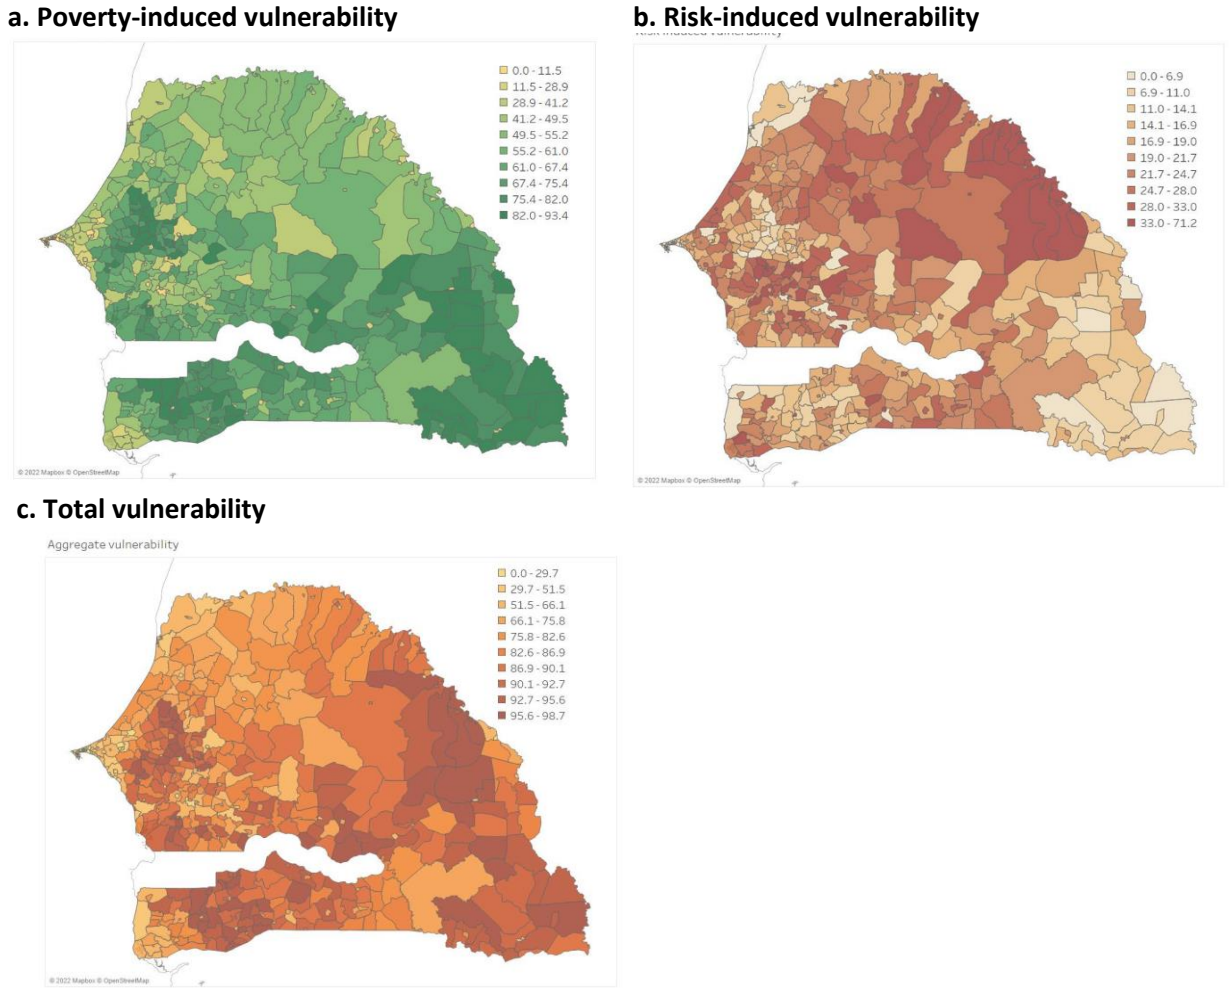 a. Poverty-induced vulnerability
0.0 - 11.5
11.5 - 28.9
28.9 - 41.2
41.2 - 49.5
49.5 - 55.2
55.2 - 61.0
61.0 - 67.4
67.4 - 75.4
75.4 - 82.0
82.0 - 93.4
© 2022 Mapbox © OpenStreetMap
b. Risk-induced vulnerability
Risk induced vulnerability
0.0 - 6.9
6.9 - 11.0
11.0 - 14.1
14.1 - 16.9
16.9 - 19.0
19.0 - 21.7
21.7 - 24.7
24.7 - 28.0
28.0 - 33.0
33.0 - 71.2
© 2022 Mapbox © OpenStreetMap
c. Total vulnerability
Aggregate vulnerability
0.0 - 29.7
29.7 - 51.5
51.5 - 66.1
66.1 - 75.8
75.8 - 82.6
82.6 - 86.9
86.9 - 90.1
90.1 - 92.7
92.7 - 95.6
95.6 - 98.7
© 2022 Mapbox © OpenStreetMap